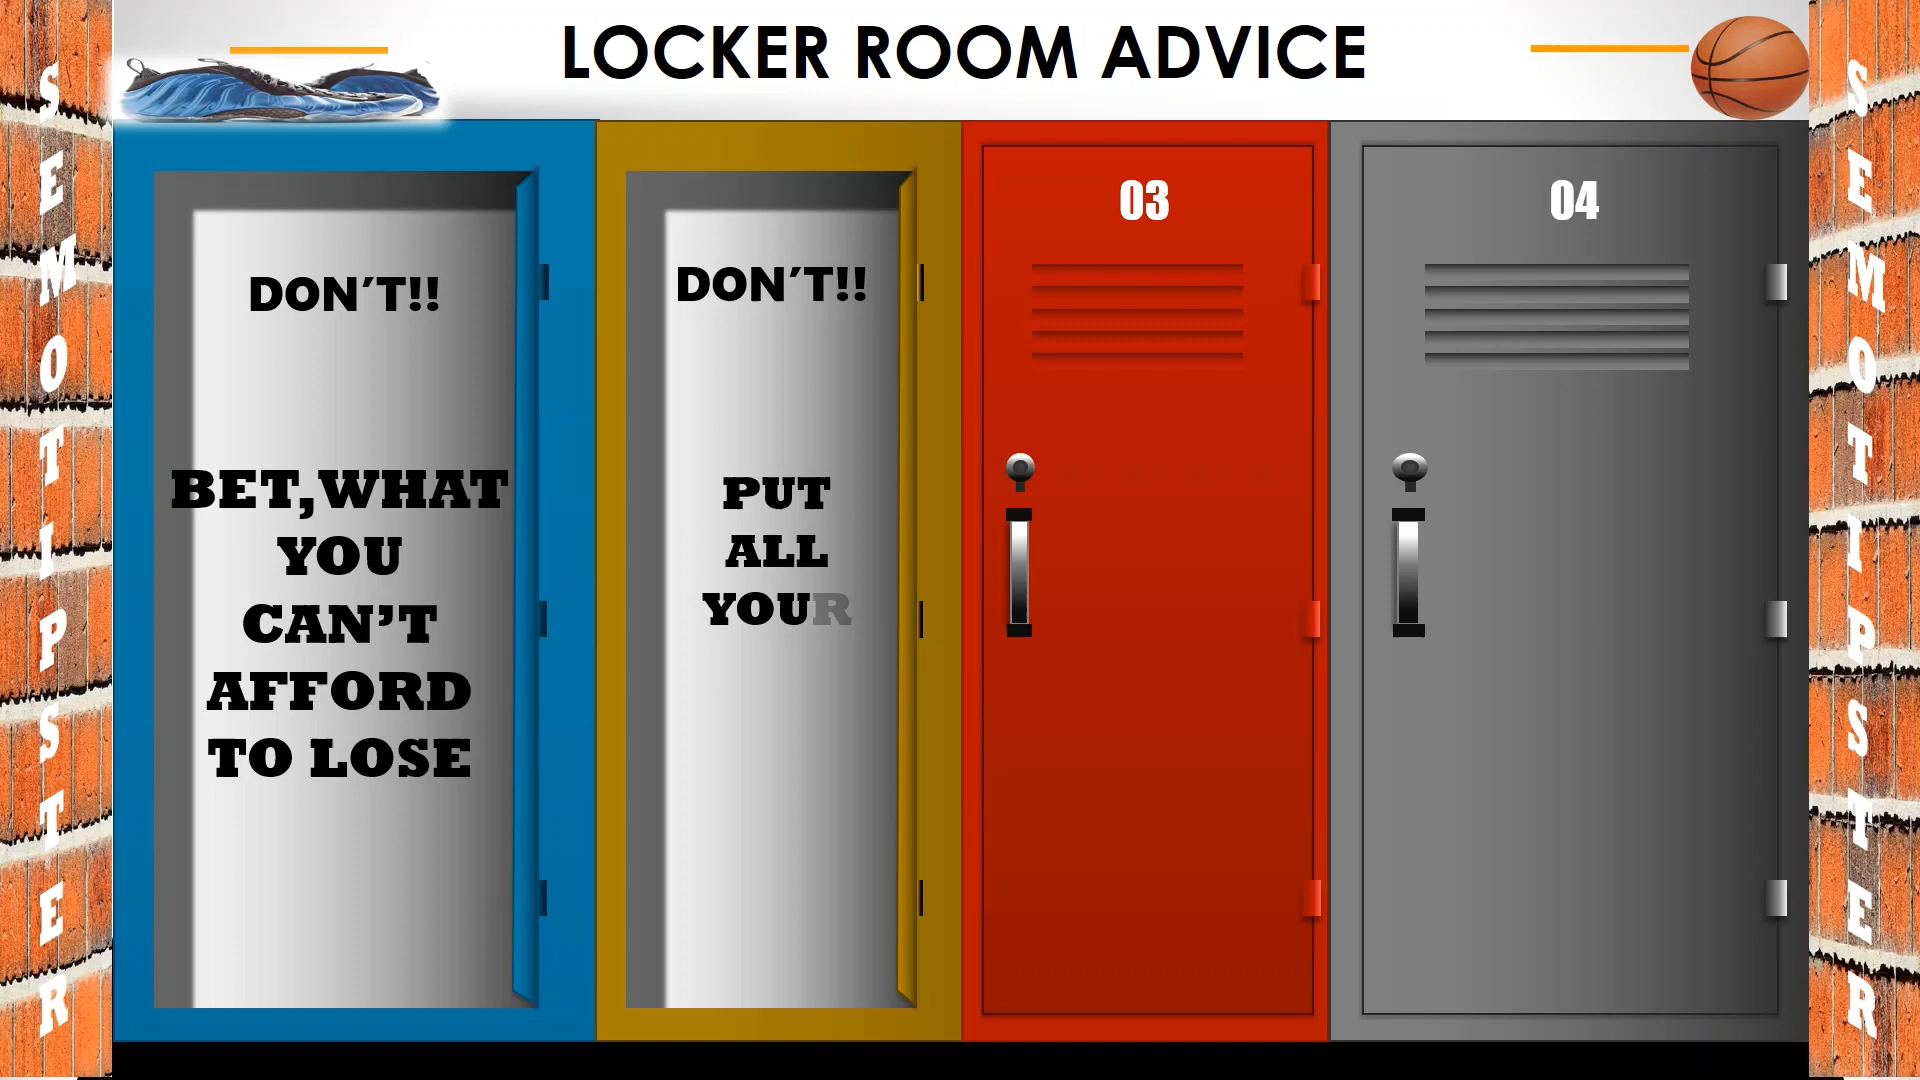 LOCKER ROOM ADVICE
SEMOTIPSTER
DON'T!!
BET,WHAT
YOU
CAN'T
AFFORD
TO LOSE
DON'T!!
PUT
ALL
YOUR
03
04
SEMOTIPSTER